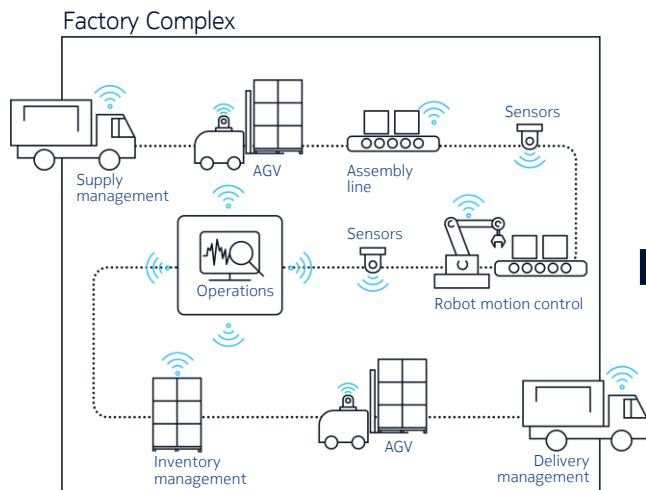 Factory Complex
Sensors
AGV
Assembly
line
Supply
management
Sensors
Operations
Robot motion control
Inventory
management
AGV
Delivery
management